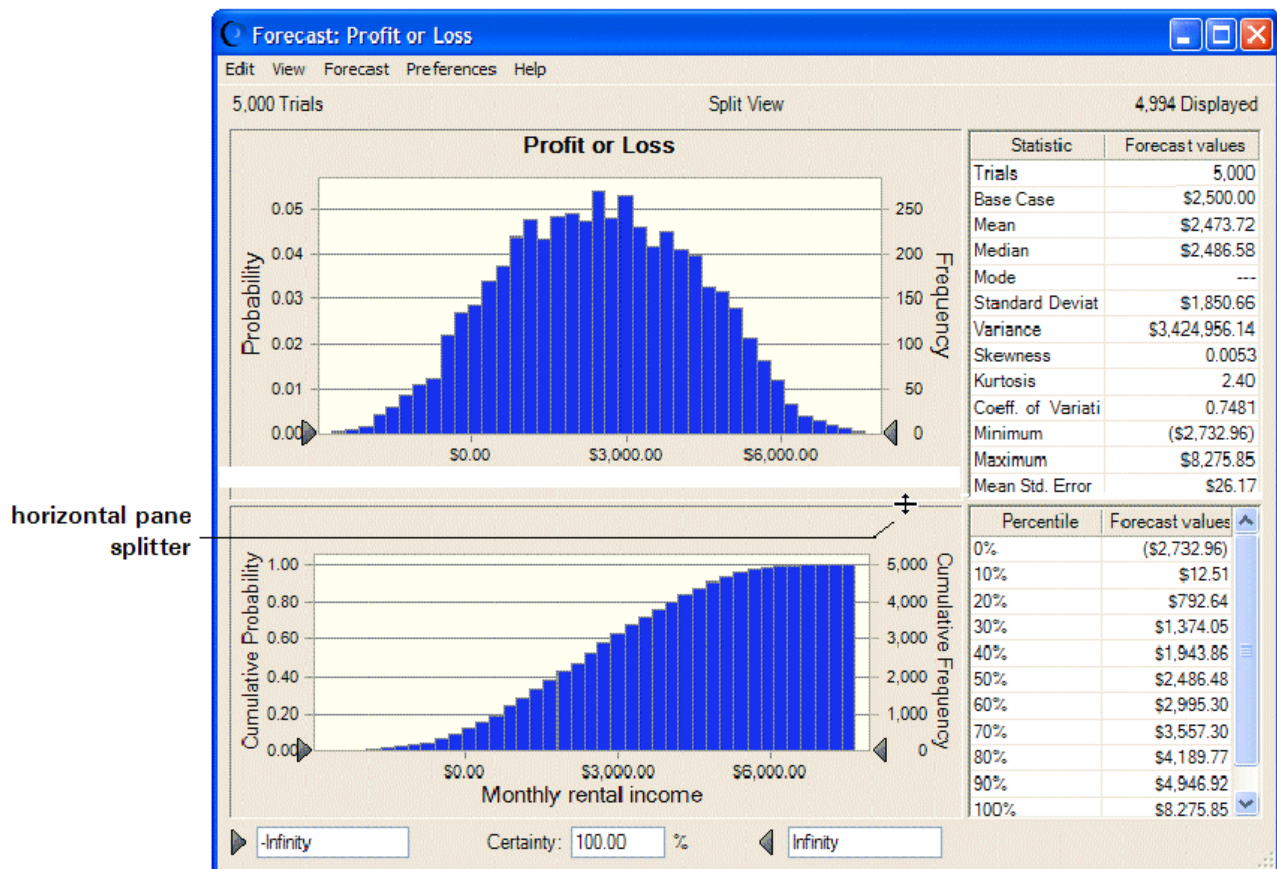 Forecast: Profit or Loss
Edit View Forecast Preferences Help
5,000 Trials Split View 4,994 Displayed
Profit or Loss
Probability
0.05
0.04
0.03
0.02
0.01
0.00
Frequency
250
200
150
100
50
0
$0.00 $3,000.00 $6,000.00
Statistic Forecast values
Trials 5,000
Base Case $2,500.00
Mean $2,473.72
Median $2,486.58
Mode ---
Standard Deviat $1,850.66
Variance $3,424,956.14
Skewness 0.0053
Kurtosis 2.40
Coeff. of Variati 0.7481
Minimum ($2,732.96)
Maximum $8,275.85
Mean Std. Error $26.17
horizontal pane
splitter
Cumulative Probability
1.00
0.80
0.60
0.40
0.20
0.00
Cumulative Frequency
5,000
4,000
3,000
2,000
1,000
0
$0.00 $3,000.00 $6,000.00
Monthly rental income
Percentile Forecast values
0% ($2,732.96)
10% $12.51
20% $792.64
30% $1,374.05
40% $1,943.86
50% $2,486.48
60% $2,995.30
70% $3,557.30
80% $4,189.77
90% $4,946.92
100% $8,275.85
-Infinity Certainty: 100.00 % Infinity